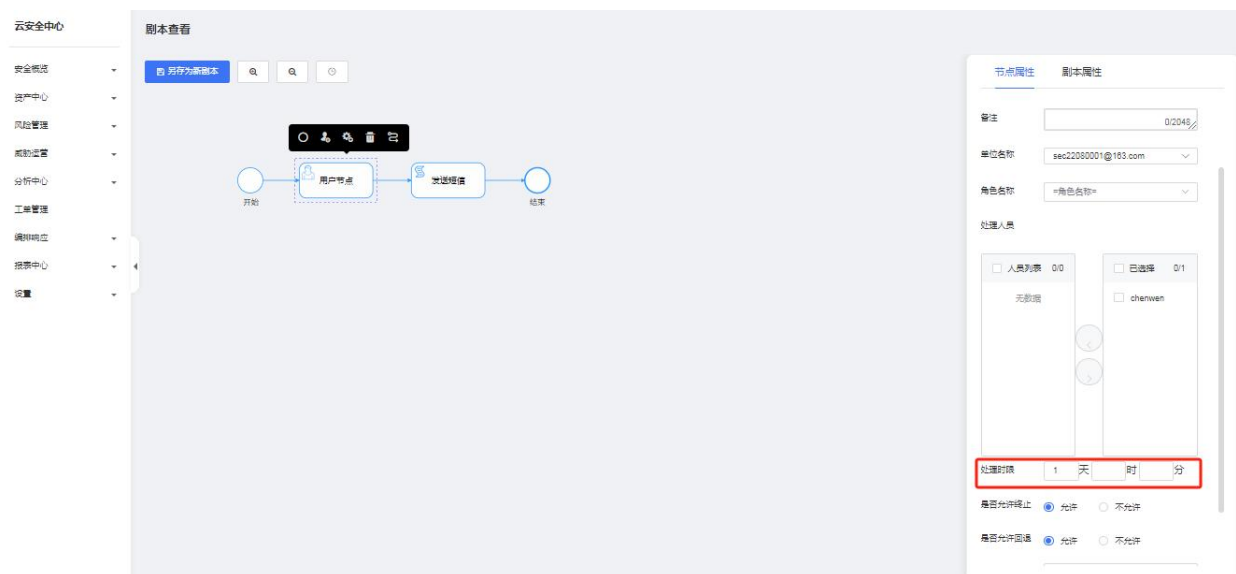 云安全中心
剧本查看
安全概览
资产中心
风险管理
威胁运营
分析中心
工单管理
编排响应
报表中心
设置
另存为新剧本
开始
用户节点
发送短信
结束
节点属性 剧本属性
备注 0/2048
单位名称 sec22080001@163.com
角色名称 =角色名称=
处理人员
人员列表 0/0 已选择 0/1
无数据 chenwen
处理时限 1 天 时 分
是否允许终止 允许 不允许
是否允许回退 允许 不允许